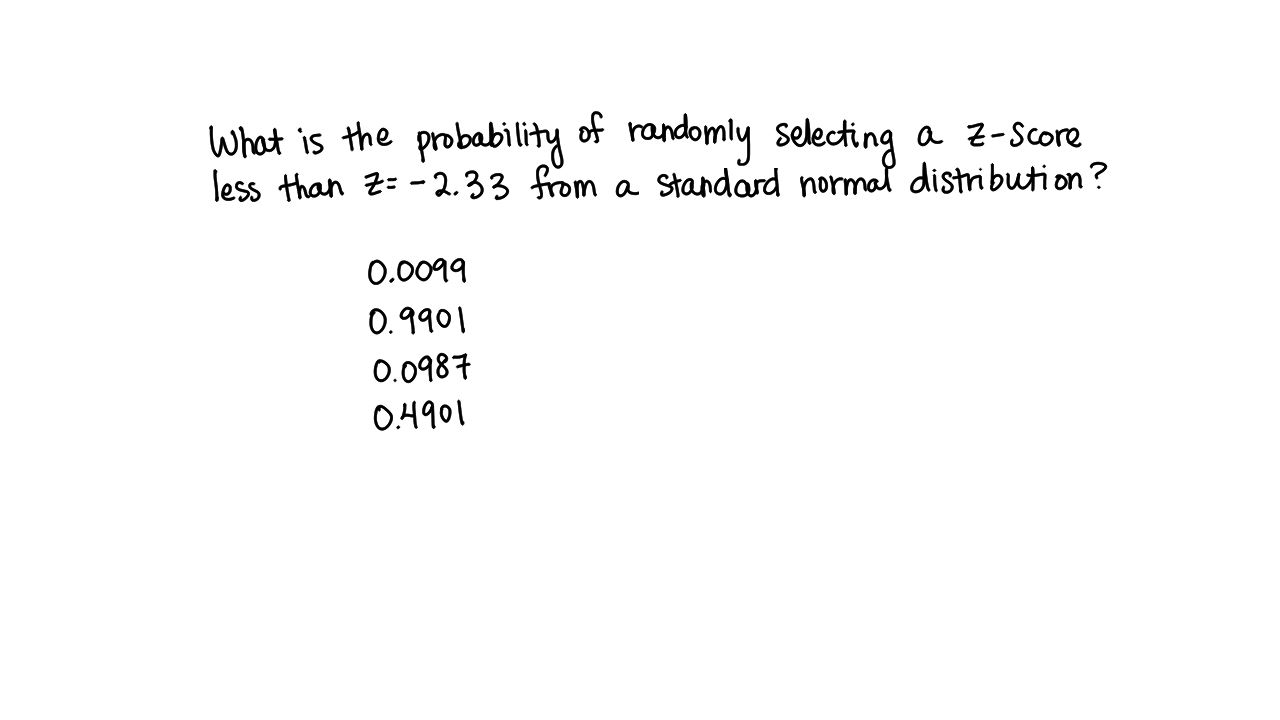 What is the probability of randomly selecting a z-score
less than z= -2.33 from a standard normal distribution?
0.0099
0.9901
0.0987
0.4901